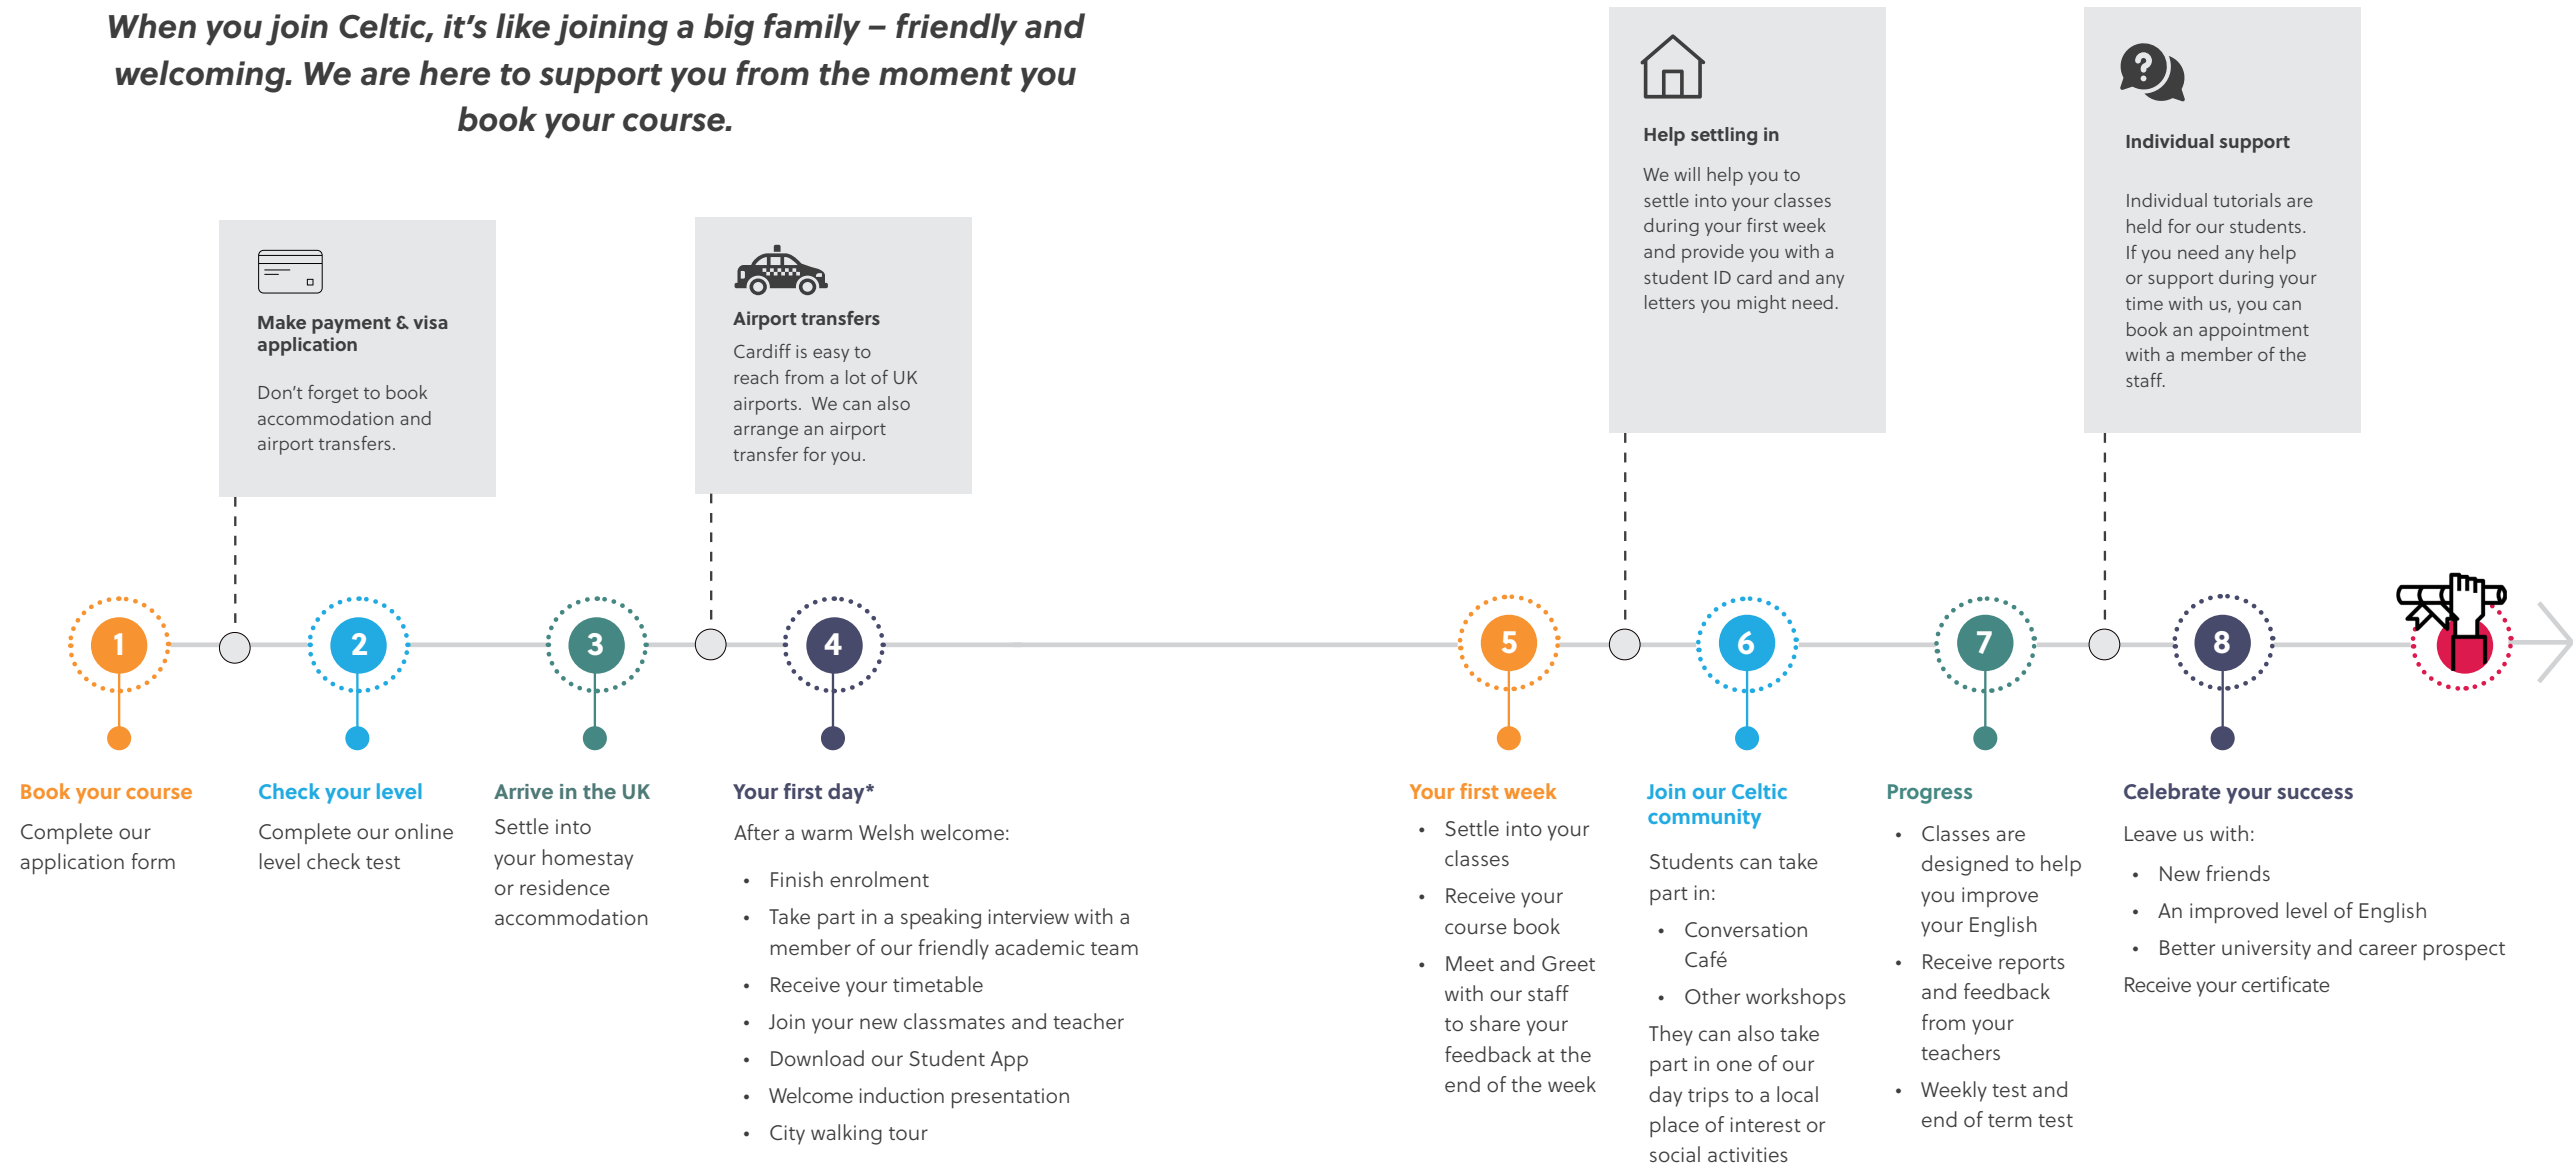 When you join Celtic, it's like joining a big family – friendly and
welcoming. We are here to support you from the moment you
book your course.
Make payment & visa
application
Don't forget to book
accommodation and
airport transfers.
Airport transfers
Cardiff is easy to
reach from a lot of UK
airports. We can also
arrange an airport
transfer for you.
Help settling in
We will help you to
settle into your classes
during your first week
and provide you with a
student ID card and any
letters you might need.
?
Individual support
Individual tutorials are
held for our students.
If you need any help
or support during your
time with us, you can
book an appointment
with a member of the
staff.
1
2
3
4
5
6
7
8
Book your course
Complete our
application form
Check your level
Complete our online
level check test
Arrive in the UK
Settle into
your homestay
or residence
accommodation
Your first day*
After a warm Welsh welcome:
• Finish enrolment
• Take part in a speaking interview with a
member of our friendly academic team
• Receive your timetable
• Join your new classmates and teacher
• Download our Student App
• Welcome induction presentation
• City walking tour
Your first week
• Settle into your
classes
• Receive your
course book
• Meet and Greet
with our staff
to share your
feedback at the
end of the week
Join our Celtic
community
Students can take
part in:
• Conversation
Café
• Other workshops
They can also take
part in one of our
day trips to a local
place of interest or
social activities
Progress
• Classes are
designed to help
you improve
your English
• Receive reports
and feedback
from your
teachers
• Weekly test and
end of term test
Celebrate your success
Leave us with:
• New friends
• An improved level of English
• Better university and career prospect
Receive your certificate